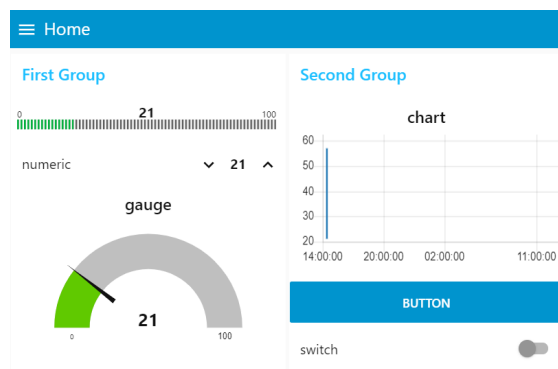 Home
First Group
0 21 100
numeric 21
gauge
21
0 100
Second Group
chart
60
50
40
30
20
14:00:00 20:00:00 02:00:00 11:00:00
BUTTON
switch